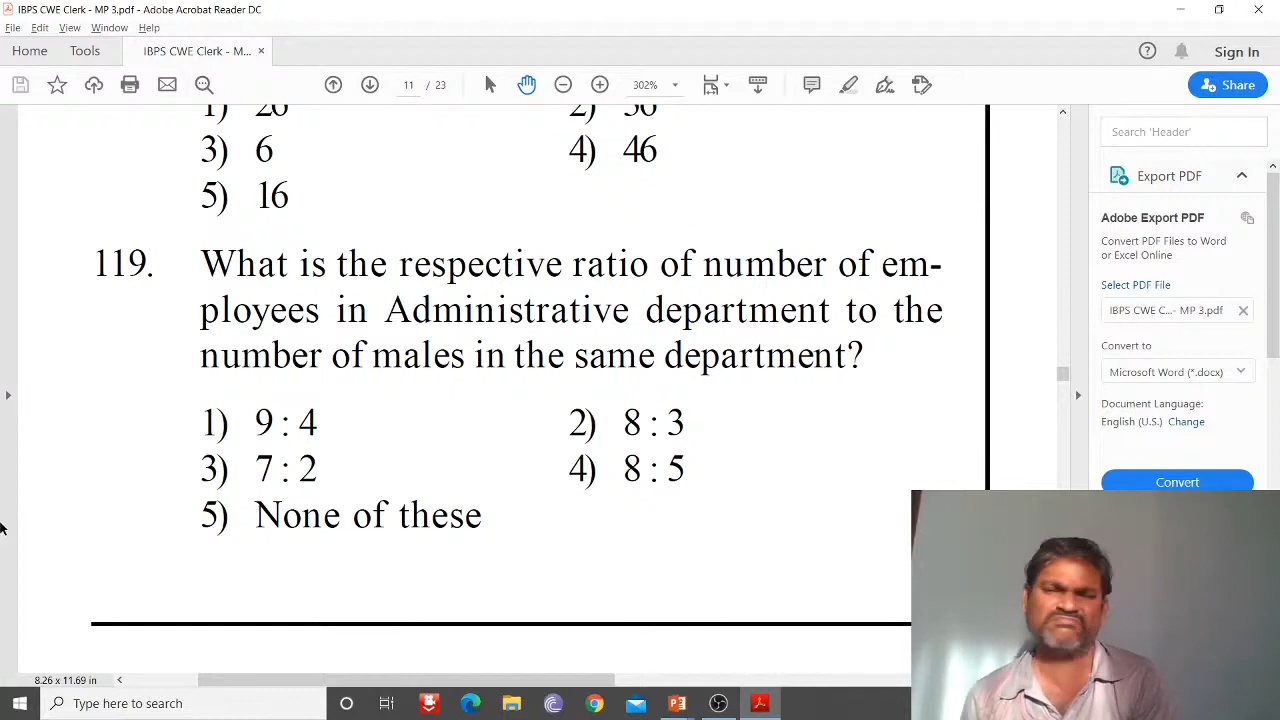 IBPS CWE Clerk - MP 3.pdf - Adobe Acrobat Reader DC
File Edit View Window Help
Home Tools IBPS CWE Clerk - M... × Sign In
11 / 23 302% Share
1) 26 2) 36
3) 6 4) 46
5) 16
119. What is the respective ratio of number of em-
ployees in Administrative department to the
number of males in the same department?
1) 9 : 4 2) 8 : 3
3) 7 : 2 4) 8 : 5
5) None of these
Search 'Header'
Export PDF
Adobe Export PDF
Convert PDF Files to Word
or Excel Online
Select PDF File
IBPS CWE C...- MP 3.pdf
Convert to
Microsoft Word (*.docx)
Document Language:
English (U.S.) Change
Convert
8.26 x 11.69 in
Type here to search